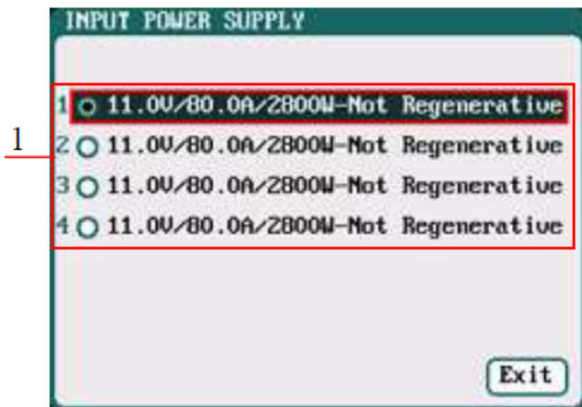 INPUT POWER SUPPLY
1 11.0V/80.0A/2800W-Not Regenerative
1
2 11.0V/80.0A/2800W-Not Regenerative
3 11.0V/80.0A/2800W-Not Regenerative
4 11.0V/80.0A/2800W-Not Regenerative
Exit